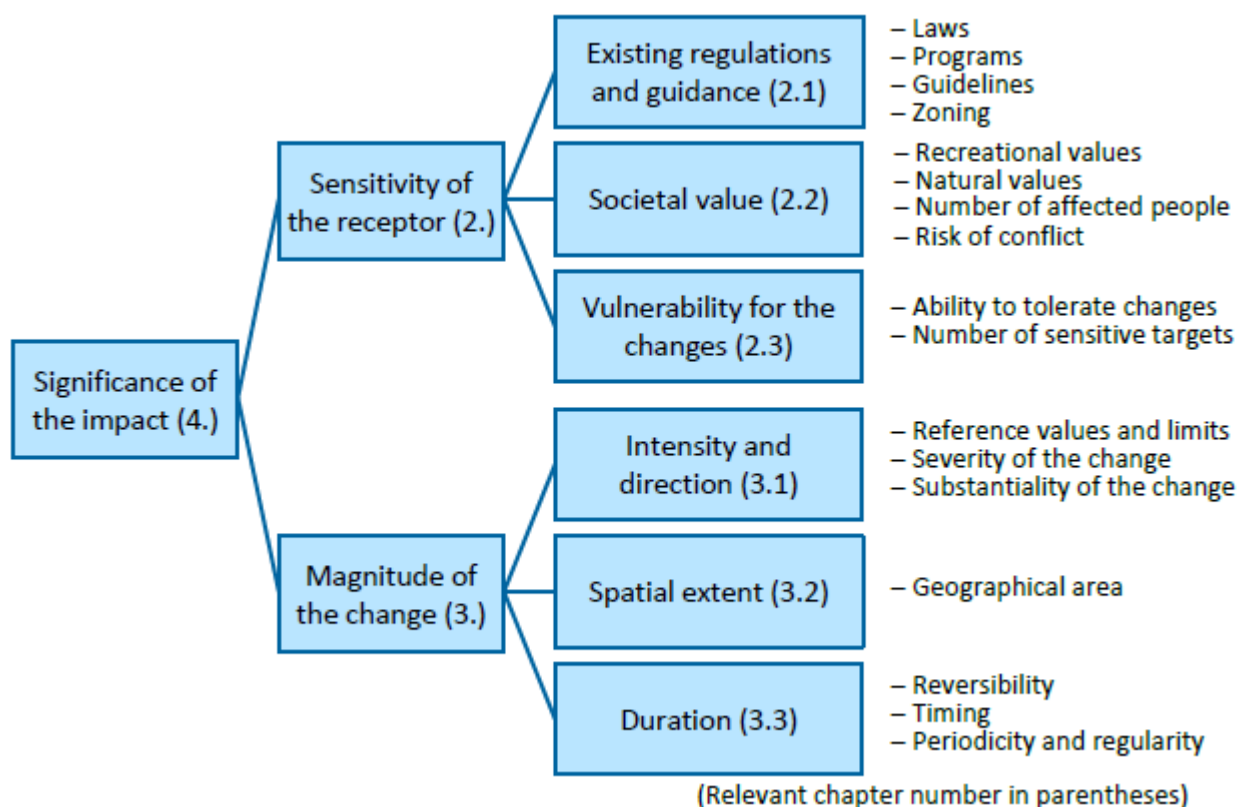 Existing regulations
and guidance (2.1)
– Laws
– Programs
– Guidelines
– Zoning
Sensitivity of
the receptor (2.)
Societal value (2.2)
– Recreational values
– Natural values
– Number of affected people
– Risk of conflict
Vulnerability for the
changes (2.3)
– Ability to tolerate changes
– Number of sensitive targets
Significance of
the impact (4.)
Intensity and
direction (3.1)
– Reference values and limits
– Severity of the change
– Substantiality of the change
Magnitude of
the change (3.)
Spatial extent (3.2)
– Geographical area
Duration (3.3)
– Reversibility
– Timing
– Periodicity and regularity
(Relevant chapter number in parentheses)